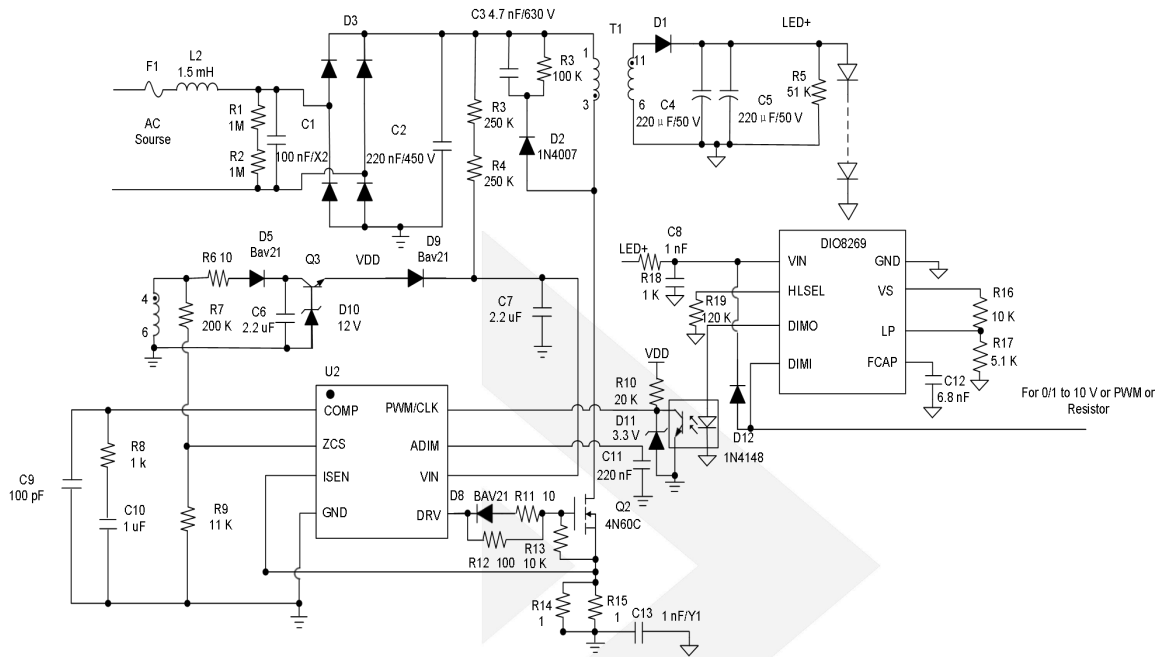 D3
C3 4.7 nF/630 V
T1
D1
LED+
F1
L2
1.5 mH
1
R3
100 K
11
R5
51 K
R1
1M
C1
C2
R3
250 K
3
6
C4
C5
220 μF/50 V
220 μF/50 V
AC
Sourse
D2
1N4007
R2
1M
100 nF/X2
220 nF/450 V
R4
250 K
DIO8269
D5
Bav21
D9
Bav21
C8
1 nF
LED+
R6 10
Q3
VDD
VIN
GND
R18
1 K
HLSEL
VS
R16
10 K
4
6
R7
200 K
C6
2.2 uF
D10
12 V
C7
2.2 uF
R19
120 K
DIMO
LP
R17
5.1 K
VDD
DIMI
FCAP
U2
R10
20 K
C12
6.8 nF
For 0/1 to 10 V or PWM or
Resistor
COMP
PWM/CLK
D11
3.3 V
D12
1N4148
R8
1 k
ZCS
ADIM
C11
220 nF
C9
100 pF
ISEN
VIN
C10
1 uF
R9
11 K
GND
DRV
D8
BAV21
R11
10
Q2
4N60C
R12
100
R13
10 K
R14
1
R15
1
C13
1 nF/Y1